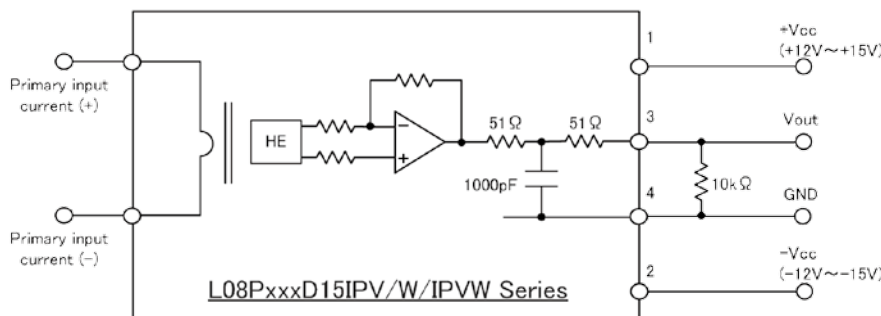 1
+Vcc
(+12V～+15V)
Primary input
current (+)
HE
−
+
51Ω
51Ω
3
Vout
1000pF
10kΩ
4
GND
Primary input
current (−)
2
−Vcc
(−12V～−15V)
L08PxxxD15IPV/W/IPVW Series